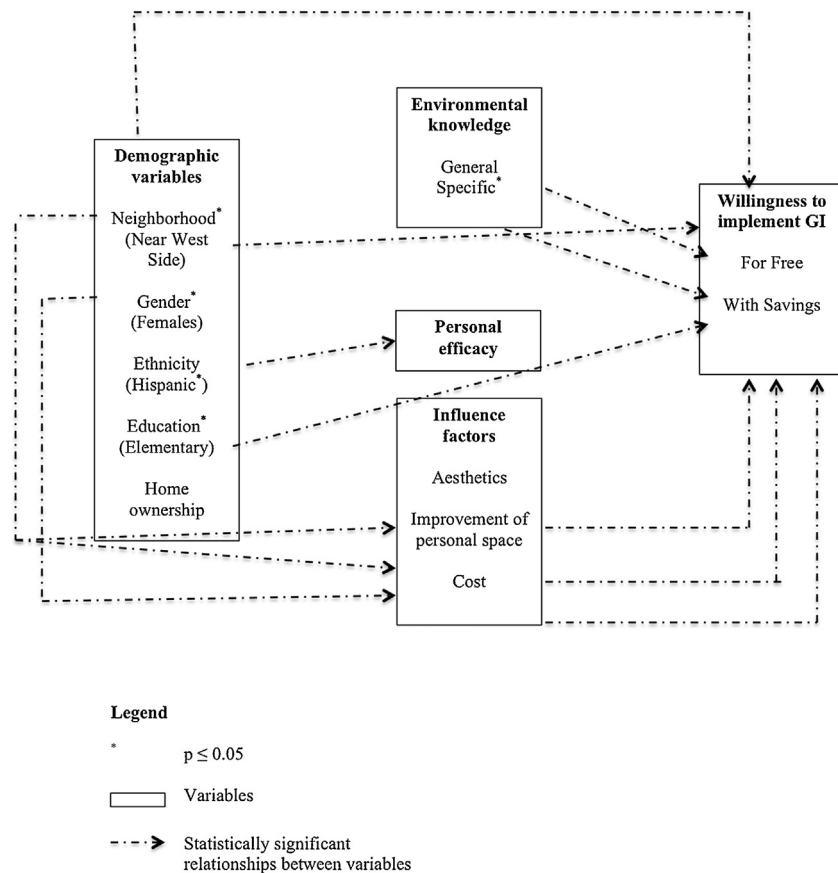 Demographic
variables
Neighborhood*
(Near West
Side)
Gender*
(Females)
Ethnicity
(Hispanic*)
Education*
(Elementary)
Home
ownership
Environmental
knowledge
General
Specific*
Personal
efficacy
Influence
factors
Aesthetics
Improvement of
personal space
Cost
Willingness to
implement GI
For Free
With Savings
Legend
* p ≤ 0.05
Variables
Statistically significant
relationships between variables